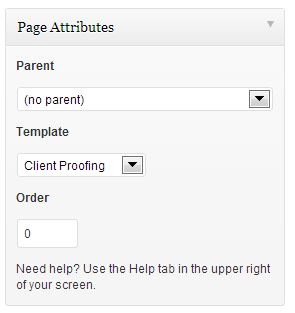 Page Attributes
Parent
(no parent)
Template
Client Proofing
Order
0
Need help? Use the Help tab in the upper right
of your screen.